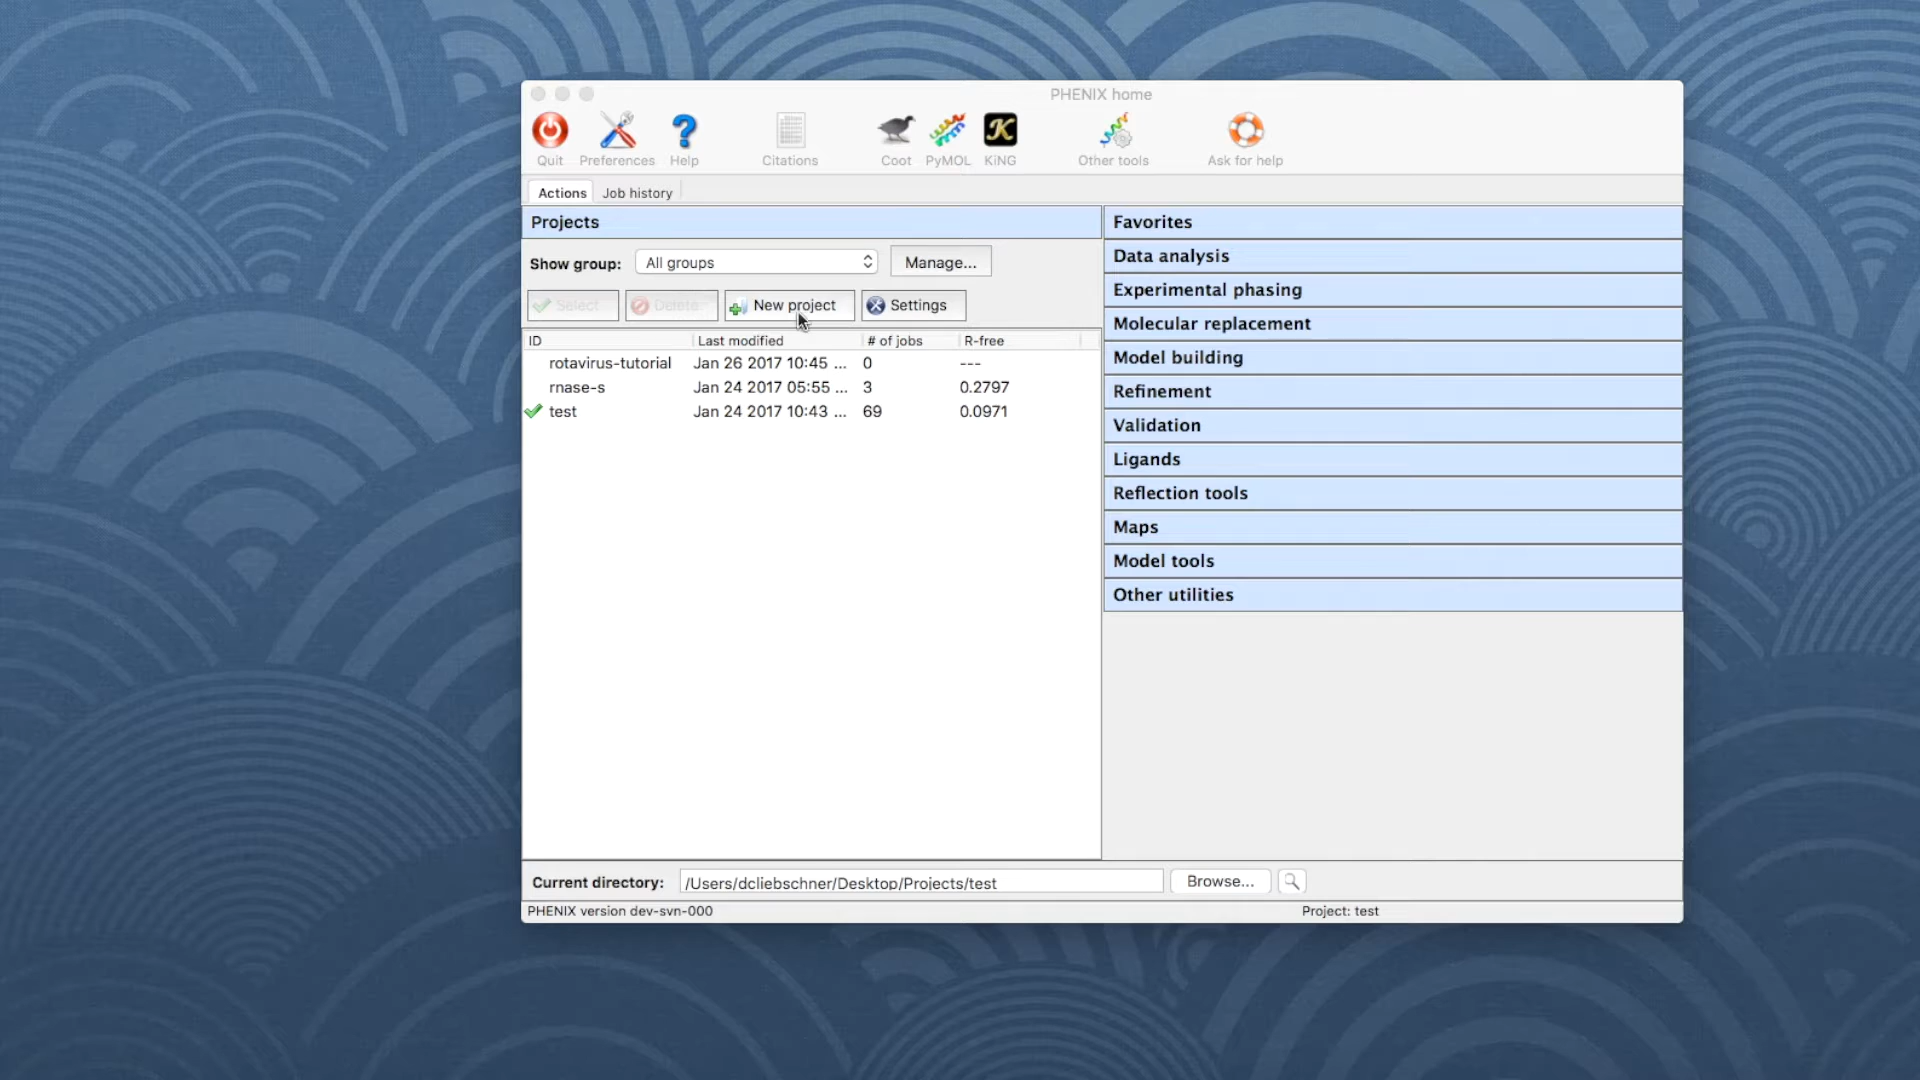 PHENIX home
Quit Preferences Help Citations Coot PyMOL KiNG Other tools Ask for help
Actions Job history
Projects
Show group: All groups Manage...
Select Delete New project Settings
ID Last modified # of jobs R-free
rotavirus-tutorial Jan 26 2017 10:45 ... 0 ---
rnase-s Jan 24 2017 05:55 ... 3 0.2797
test Jan 24 2017 10:43 ... 69 0.0971
Favorites
Data analysis
Experimental phasing
Molecular replacement
Model building
Refinement
Validation
Ligands
Reflection tools
Maps
Model tools
Other utilities
Current directory: /Users/dcliebschner/Desktop/Projects/test Browse...
PHENIX version dev-svn-000 Project: test